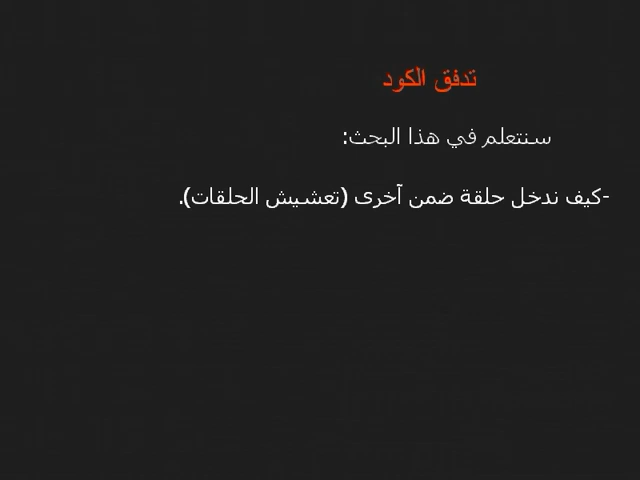 تدفق الكود
سنتعلم في هذا البحث:
-كيف ندخل حلقة ضمن آخرى (تعشيش الحلقات).